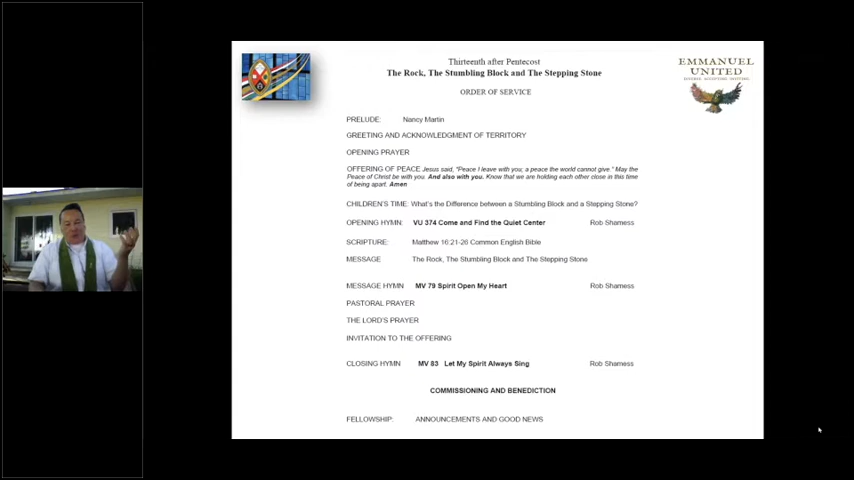 Thirteenth after Pentecost
The Rock, The Stumbling Block and The Stepping Stone
ORDER OF SERVICE
EMMANUEL
UNITED
PRELUDE: Nancy Martin
GREETING AND ACKNOWLEDGMENT OF TERRITORY
OPENING PRAYER
OFFERING OF PEACE Jesus said, "Peace I leave with you; a peace the world cannot give." May the
Peace of Christ be with you. And also with you. Know that we are holding each other close in this time
of being apart. Amen
CHILDREN'S TIME: What's the Difference between a Stumbling Block and a Stepping Stone?
OPENING HYMN: VU 374 Come and Find the Quiet Center Rob Shamess
SCRIPTURE: Matthew 16:21-26 Common English Bible
MESSAGE The Rock, The Stumbling Block and The Stepping Stone
MESSAGE HYMN MV 79 Spirit Open My Heart Rob Shamess
PASTORAL PRAYER
THE LORD'S PRAYER
INVITATION TO THE OFFERING
CLOSING HYMN MV 83 Let My Spirit Always Sing Rob Shamess
COMMISSIONING AND BENEDICTION
FELLOWSHIP: ANNOUNCEMENTS AND GOOD NEWS